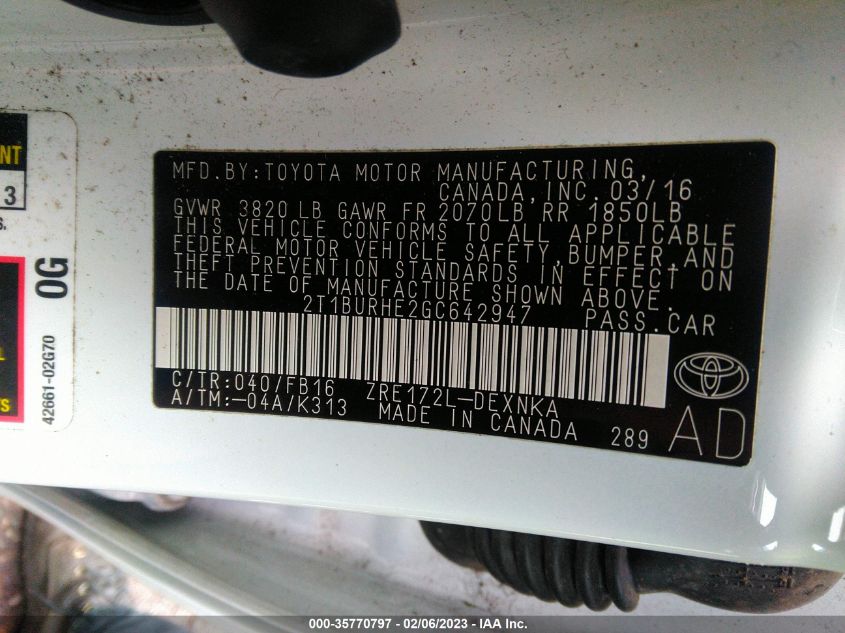 NT
3
S.
L
TS
42661-02G70
0G
MFD.BY:TOYOTA MOTOR MANUFACTURING,
CANADA,INC. 03/16
GVWR 3820 LB GAWR FR 2070LB RR 1850LB
THIS VEHICLE CONFORMS TO ALL APPLICABLE
FEDERAL MOTOR VEHICLE SAFETY,BUMPER,AND
THEFT PREVENTION STANDARDS IN EFFECT ON
THE DATE OF MANUFACTURE SHOWN ABOVE.
2T1BURHE2GC642947 PASS.CAR
C/TR:040/FB16 ZRE172L-DEXNKA
A/TM:-04A/K313 MADE IN CANADA 289
AD
000-35770797 - 02/06/2023 - IAA Inc.